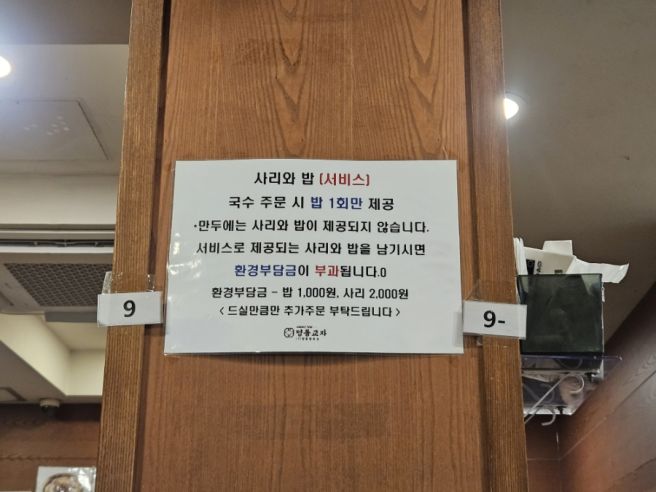 사리와 밥 (서비스)
국수 주문 시 밥 1회만 제공
·만두에는 사리와 밥이 제공되지 않습니다.
서비스로 제공되는 사리와 밥을 남기시면
환경부담금이 부과됩니다.0
환경부담금 – 밥 1,000원, 사리 2,000원
< 드실만큼만 추가주문 부탁드립니다 >
명동교자
9
9-